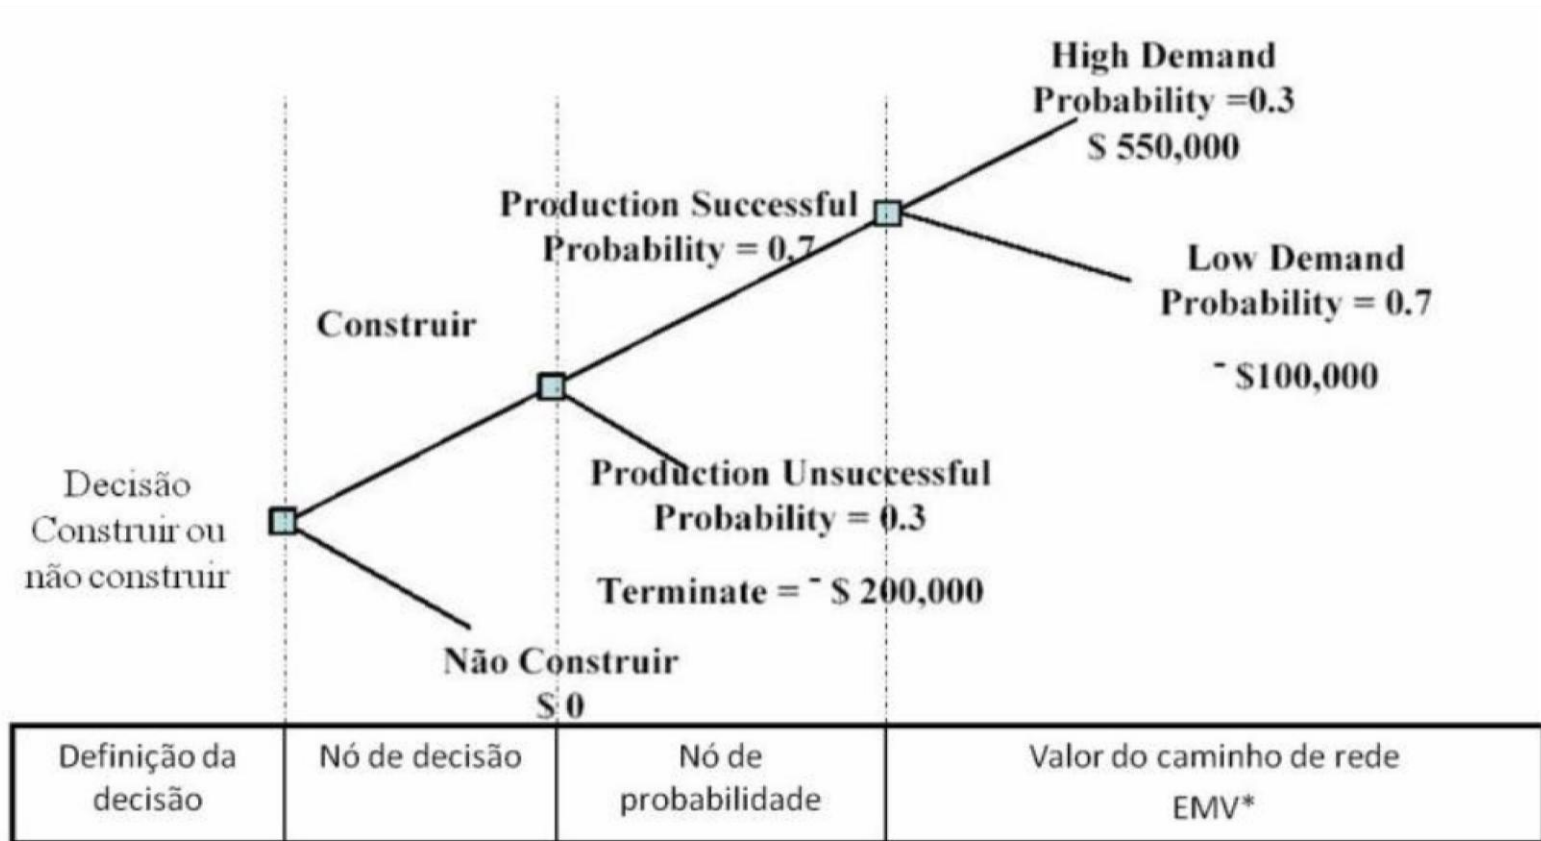 High Demand
Probability =0.3
$ 550,000
Production Successful
Probability = 0.7
Low Demand
Probability = 0.7
- $100,000
Construir
Decisão
Construir ou
não construir
Production Unsuccessful
Probability = 0.3
Terminate = - $ 200,000
Não Construir
$ 0
Definição da
decisão
Nó de decisão
Nó de
probabilidade
Valor do caminho de rede
EMV*